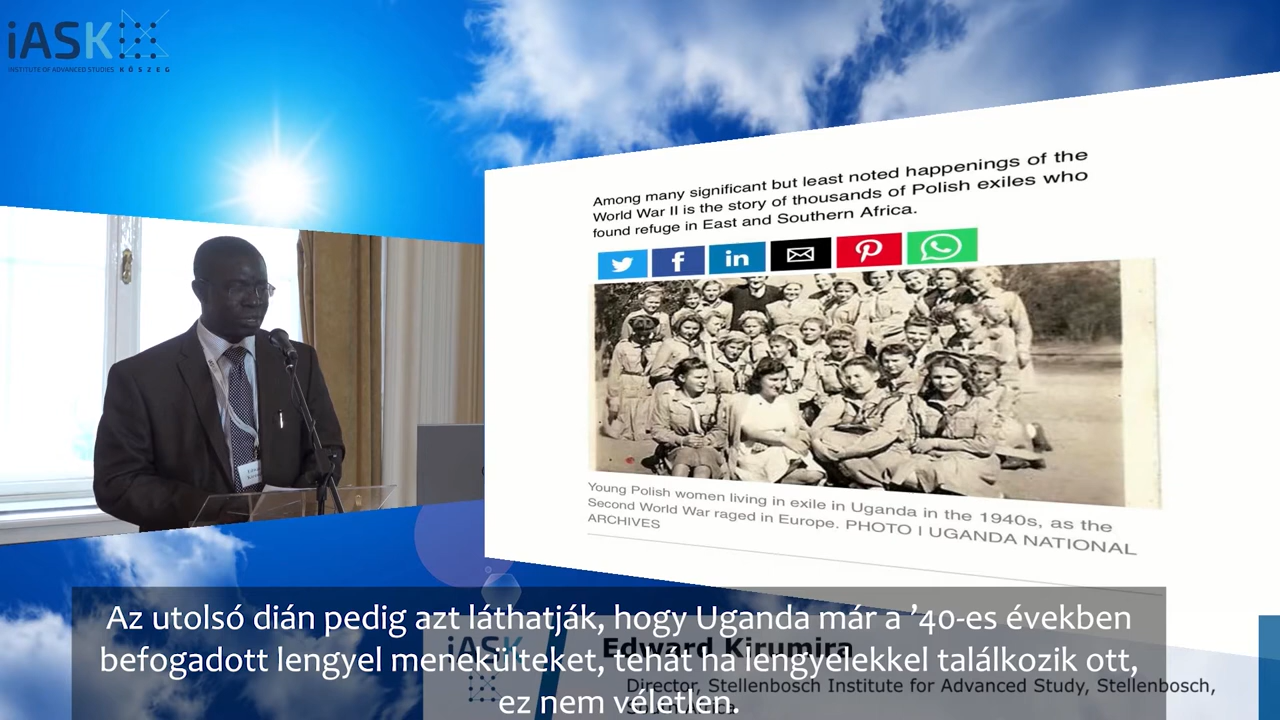 iASK
INSTITUTE OF ADVANCED STUDIES KŐSZEG
Among many significant but least noted happenings of the
World War II is the story of thousands of Polish exiles who
found refuge in East and Southern Africa.
Young Polish women living in exile in Uganda in the 1940s, as the
Second World War raged in Europe. PHOTO I UGANDA NATIONAL
ARCHIVES
Az utolsó dián pedig azt láthatják, hogy Uganda már a ’40-es években
befogadott lengyel menekülteket, tehát ha lengyelekkel találkozik ott,
ez nem véletlen.
iASK
Edward Kirumira
Director, Stellenbosch Institute for Advanced Study, Stellenbosch,